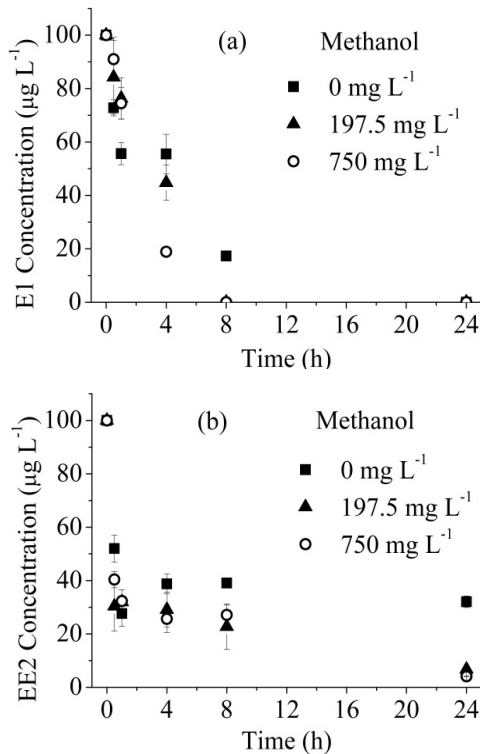 (a)
Methanol
0 mg L⁻¹
197.5 mg L⁻¹
750 mg L⁻¹
E1 Concentration (µg L⁻¹)
100
80
60
40
20
0
0 4 8 12 16 20 24
Time (h)
(b)
Methanol
0 mg L⁻¹
197.5 mg L⁻¹
750 mg L⁻¹
EE2 Concentration (µg L⁻¹)
100
80
60
40
20
0
0 4 8 12 16 20 24
Time (h)